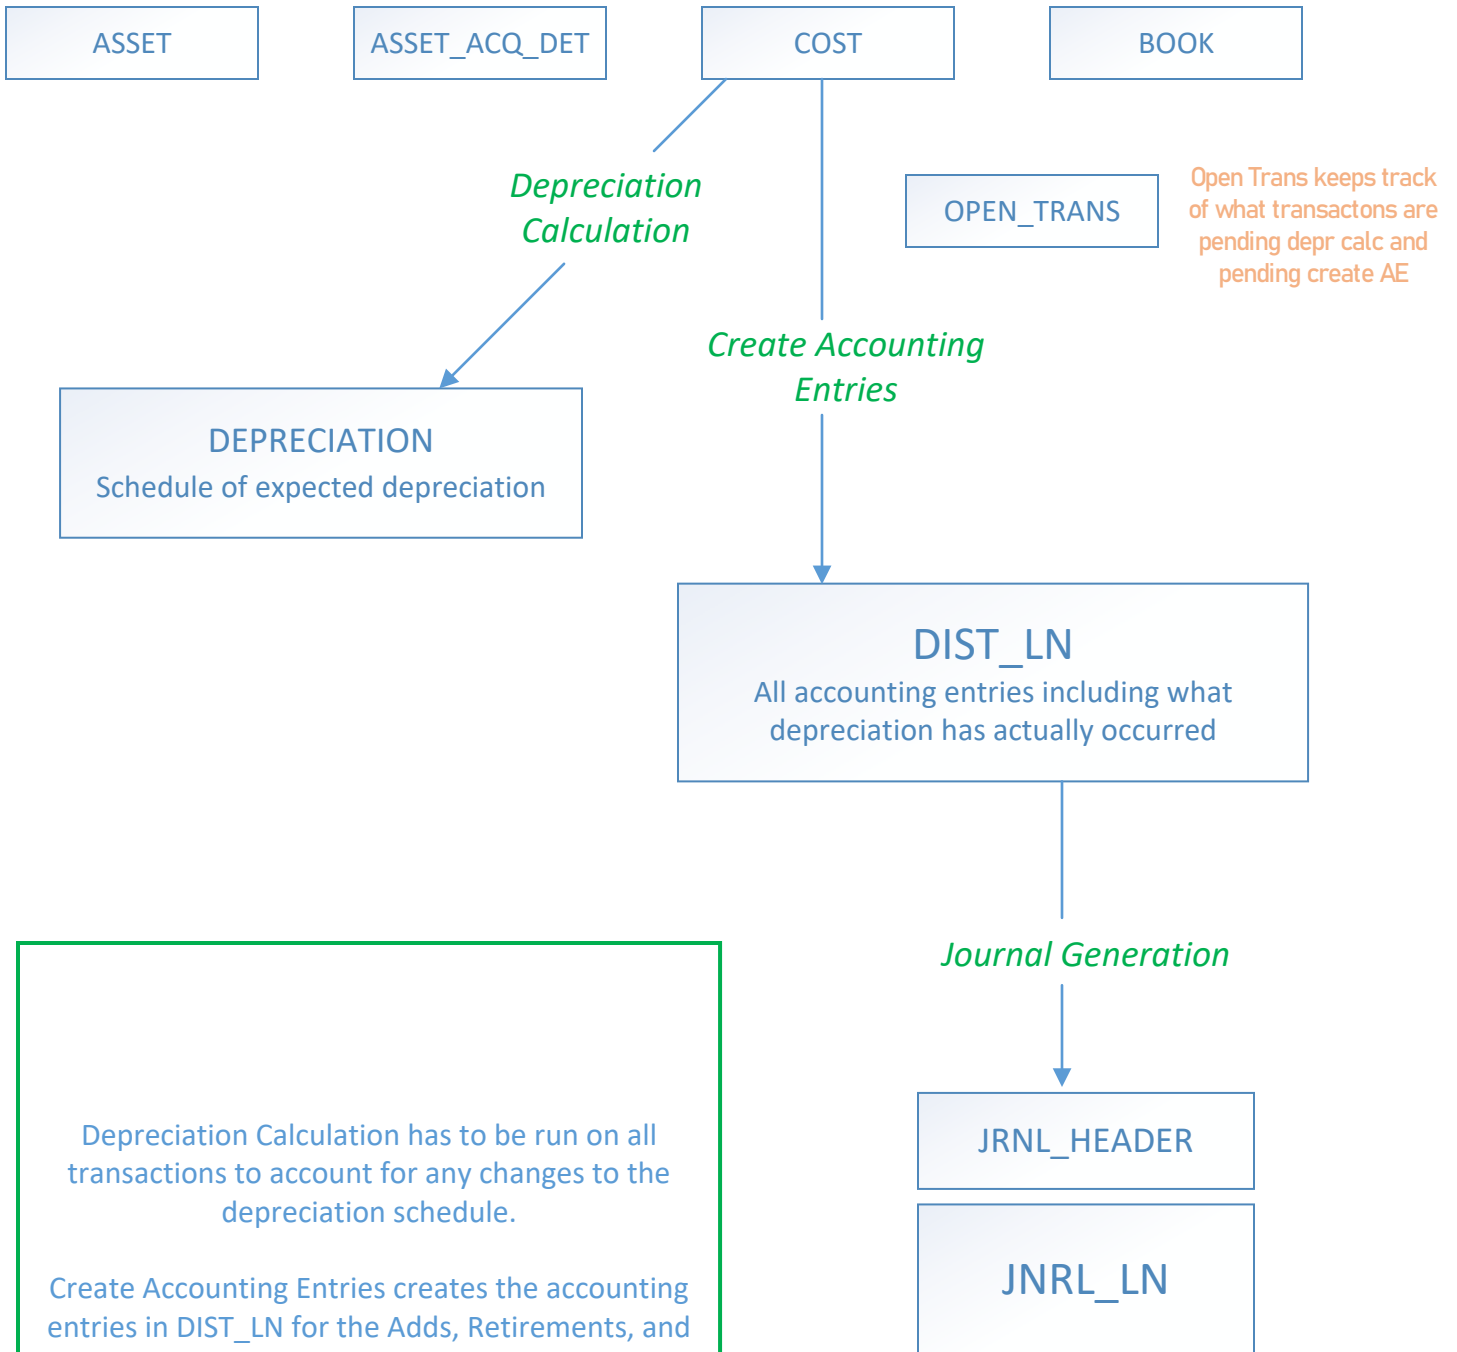 ASSET
ASSET_ACQ_DET
COST
BOOK
Depreciation
Calculation
OPEN_TRANS
Open Trans keeps track
of what transactons are
pending depr calc and
pending create AE
Create Accounting
Entries
DEPRECIATION
Schedule of expected depreciation
DIST_LN
All accounting entries including what
depreciation has actually occurred
Journal Generation
Depreciation Calculation has to be run on all
transactions to account for any changes to the
depreciation schedule.
Create Accounting Entries creates the accounting
entries in DIST_LN for the Adds, Retirements, and
JRNL_HEADER
JNRL_LN